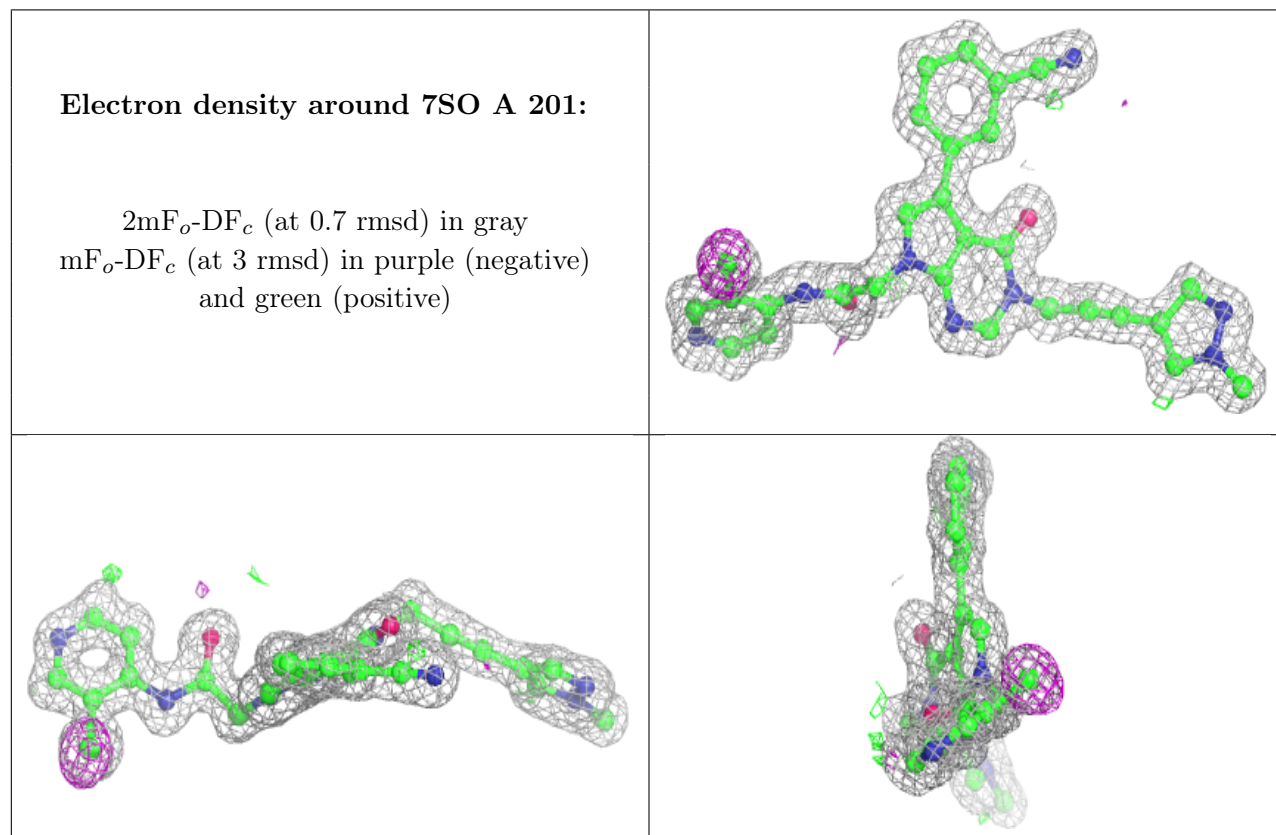 Electron density around 7SO A 201:
2mFo-DFc (at 0.7 rmsd) in gray
mFo-DFc (at 3 rmsd) in purple (negative)
and green (positive)